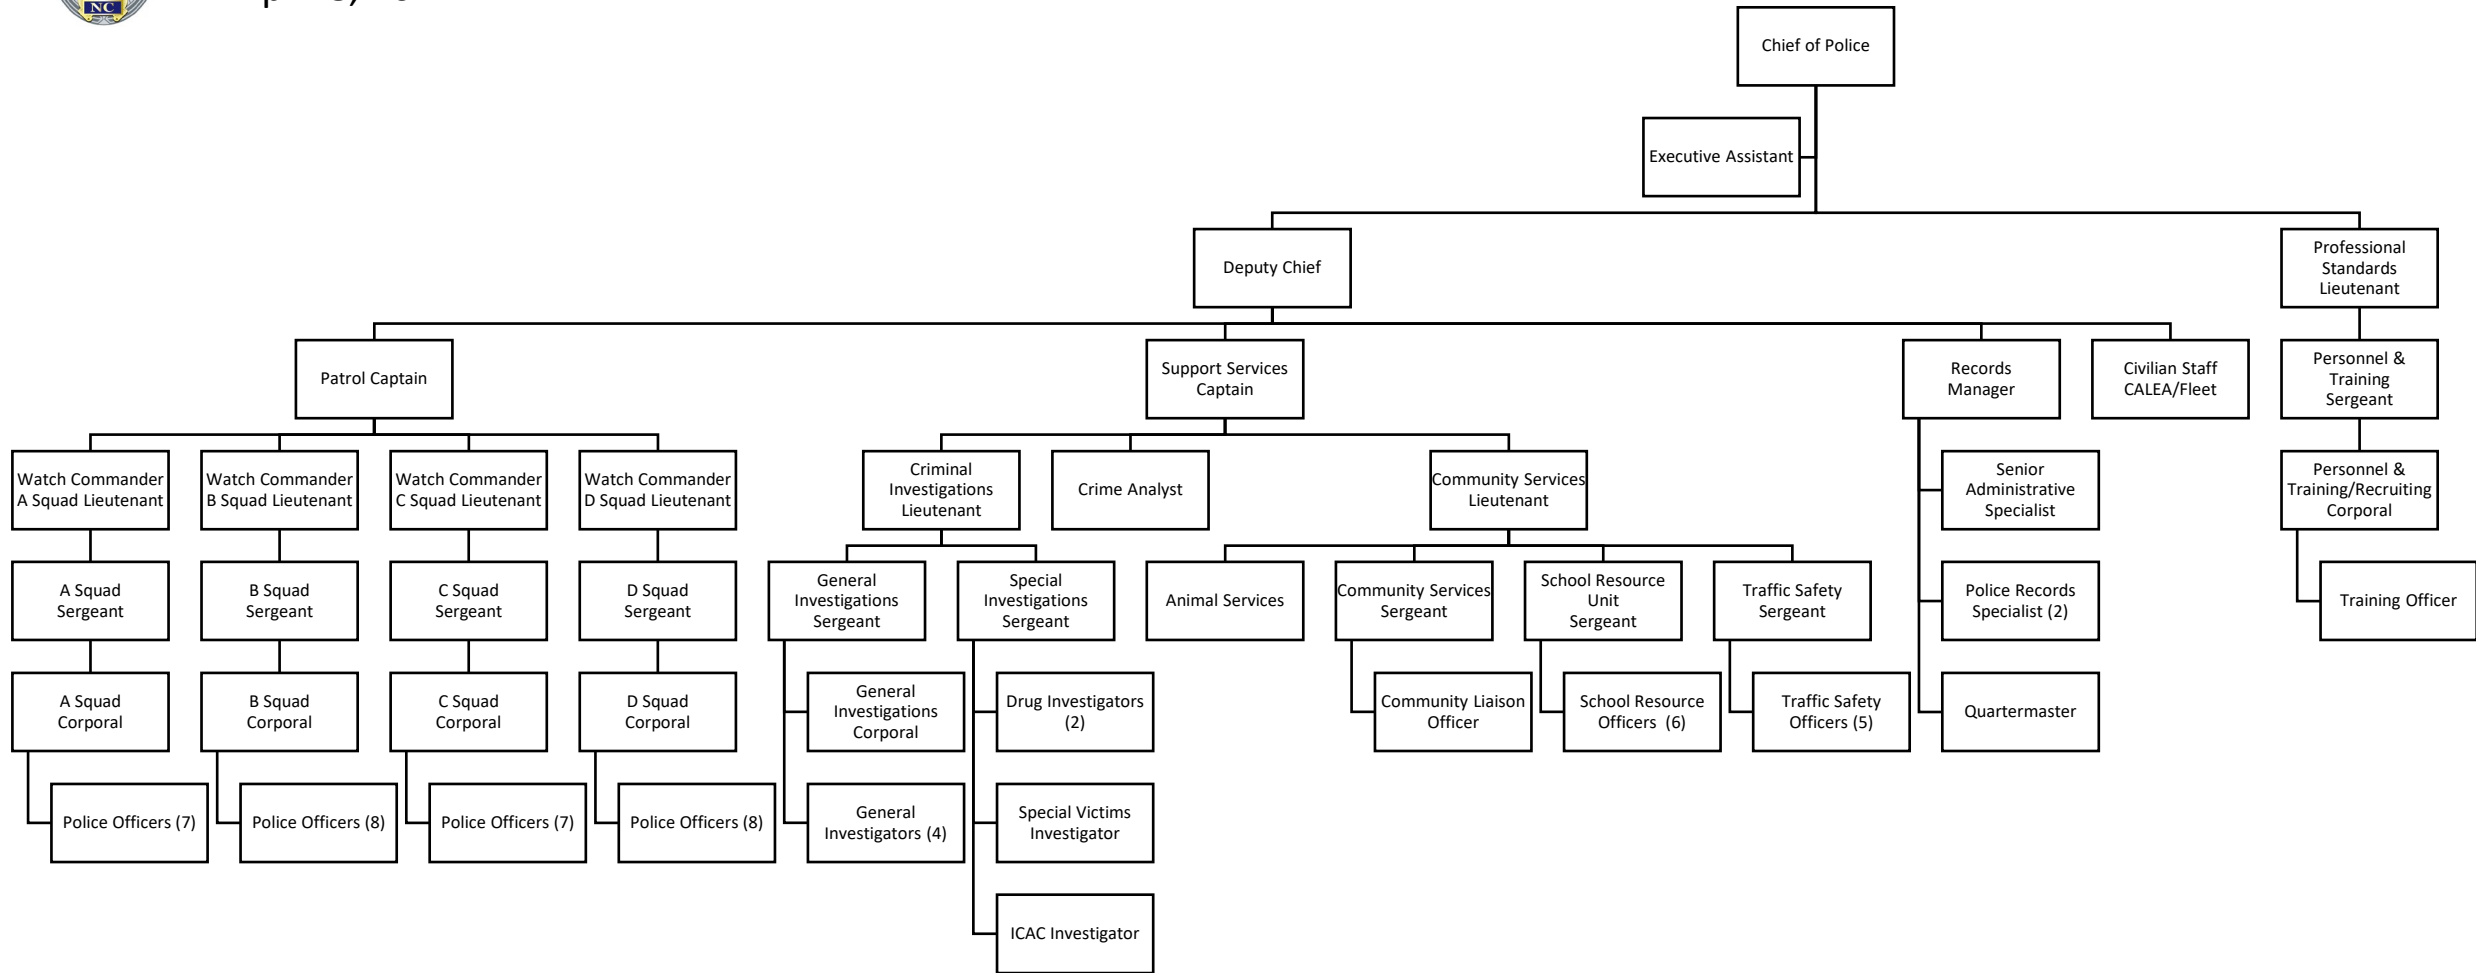 NC
Chief of Police
Executive Assistant
Deputy Chief
Professional
Standards
Lieutenant
Patrol Captain
Support Services
Captain
Records
Manager
Civilian Staff
CALEA/Fleet
Personnel &
Training
Sergeant
Watch Commander
A Squad Lieutenant
Watch Commander
B Squad Lieutenant
Watch Commander
C Squad Lieutenant
Watch Commander
D Squad Lieutenant
Criminal
Investigations
Lieutenant
Crime Analyst
Community Services
Lieutenant
Senior
Administrative
Specialist
Personnel &
Training/Recruiting
Corporal
A Squad
Sergeant
B Squad
Sergeant
C Squad
Sergeant
D Squad
Sergeant
General
Investigations
Sergeant
Special
Investigations
Sergeant
Animal Services
Community Services
Sergeant
School Resource
Unit
Sergeant
Traffic Safety
Sergeant
Police Records
Specialist (2)
Training Officer
A Squad
Corporal
B Squad
Corporal
C Squad
Corporal
D Squad
Corporal
General
Investigations
Corporal
Drug Investigators
(2)
Community Liaison
Officer
School Resource
Officers (6)
Traffic Safety
Officers (5)
Quartermaster
Police Officers (7)
Police Officers (8)
Police Officers (7)
Police Officers (8)
General
Investigators (4)
Special Victims
Investigator
ICAC Investigator